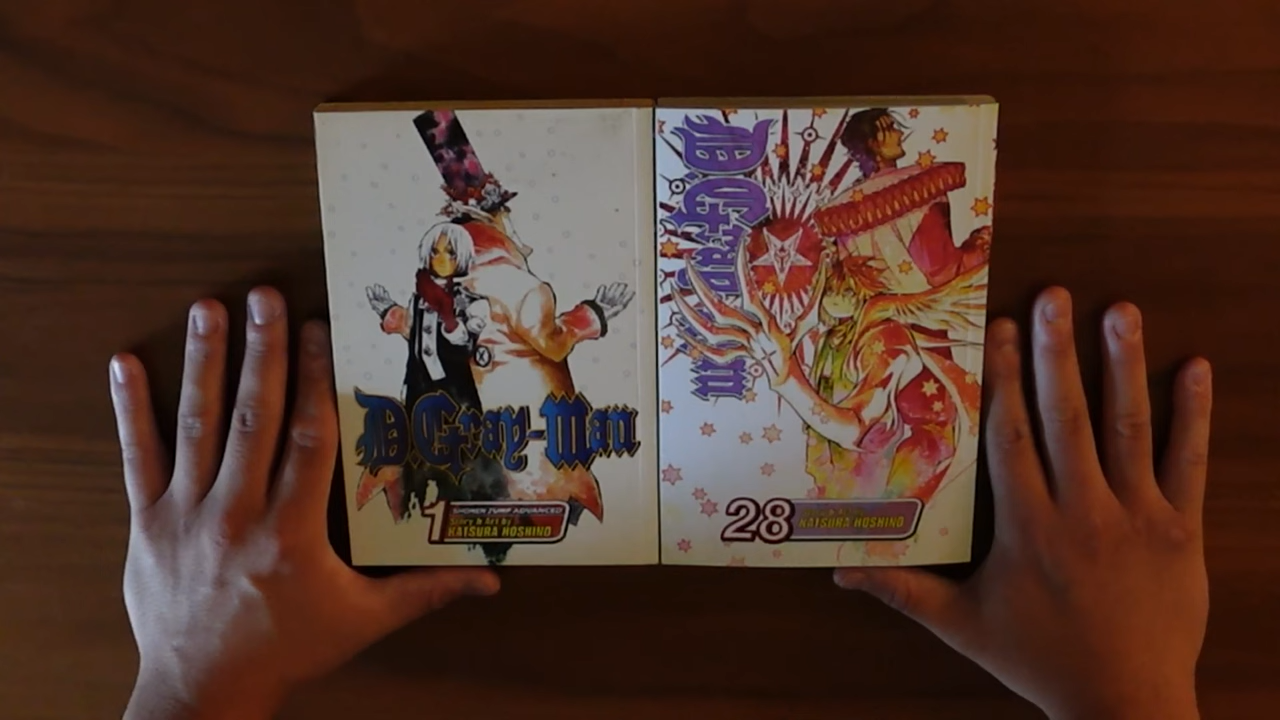 D.Gray-Man
1
SHONEN JUMP ADVANCED
Story & Art by
KATSURA HOSHINO
D.Gray-Man
28
Story & Art by
KATSURA HOSHINO